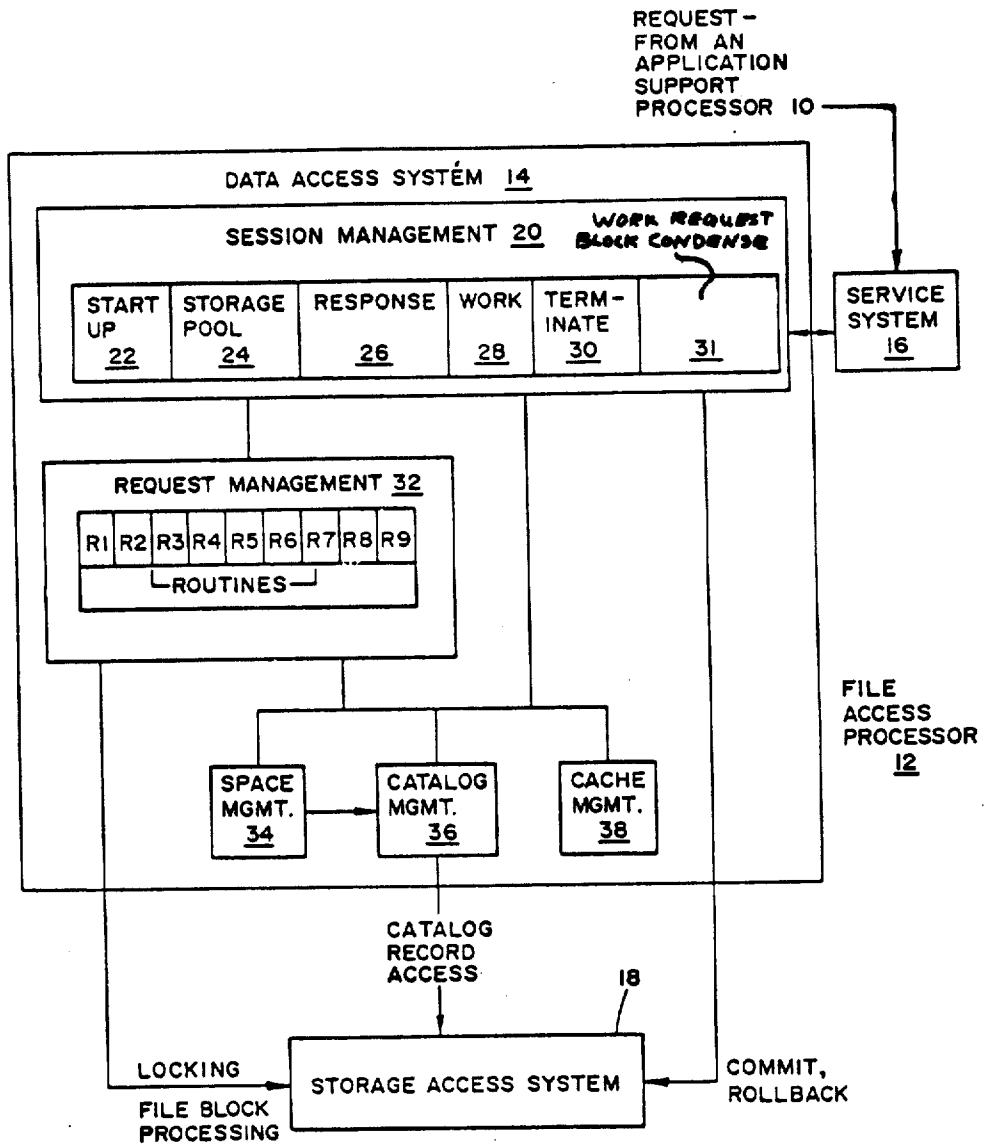 REQUEST-
FROM AN
APPLICATION
SUPPORT
PROCESSOR 10
DATA ACCESS SYSTÉM 14
SESSION MANAGEMENT 20
WORK REQUEST
BLOCK CONDENSE
START
UP
22
STORAGE
POOL
24
RESPONSE
26
WORK
28
TERM-
INATE
30
31
SERVICE
SYSTEM
16
REQUEST MANAGEMENT 32
R1 R2 R3 R4 R5 R6 R7 R8 R9
ROUTINES
FILE
ACCESS
PROCESSOR
12
SPACE
MGMT.
34
CATALOG
MGMT.
36
CACHE
MGMT.
38
CATALOG
RECORD
ACCESS
18
STORAGE ACCESS SYSTEM
LOCKING
FILE BLOCK
PROCESSING
COMMIT,
ROLLBACK